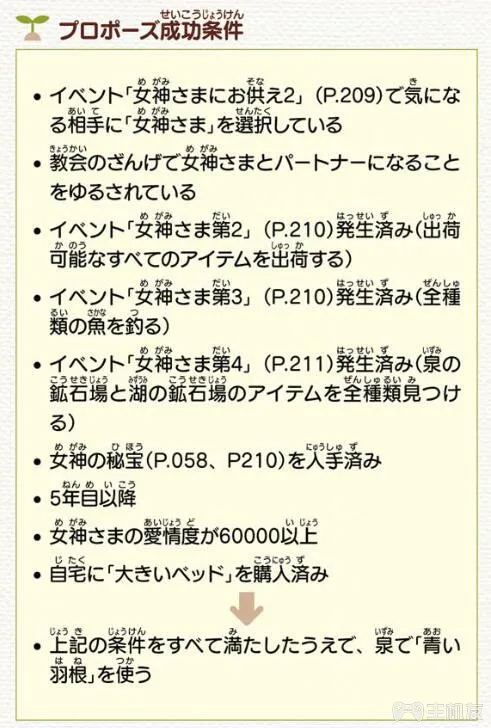 プロポーズ成功条件
・イベント「女神さまにお供え2」(P.209)で気にな
る相手に「女神さま」を選択している
・教会のざんげで女神さまとパートナーになること
をゆるされている
・イベント「女神さま第2」(P.210)発生済み(出荷
可能なすべてのアイテムを出荷する)
・イベント「女神さま第3」(P.210)発生済み(全種
類の魚を釣る)
・イベント「女神さま第4」(P.211)発生済み(泉の
鉱石場と湖の鉱石場のアイテムを全種類見つけ
る)
・女神の秘宝(P.058、P210)を入手済み
・5年目以降
・女神さまの愛情度が60000以上
・自宅に「大きいベッド」を購入済み
・上記の条件をすべて満たしたうえで、泉で「青い
羽根」を使う
主机友